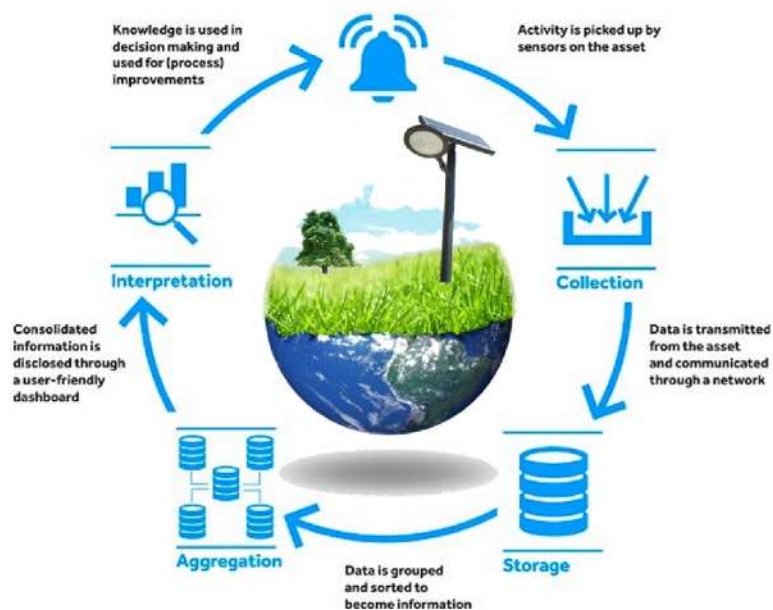 Knowledge is used in
decision making and
used for (process)
improvements
Activity is picked up by
sensors on the asset
Interpretation
Collection
Consolidated
information is
disclosed through
a user-friendly
dashboard
Data is transmitted
from the asset
and communicated
through a network
Aggregation
Storage
Data is grouped
and sorted to
become information